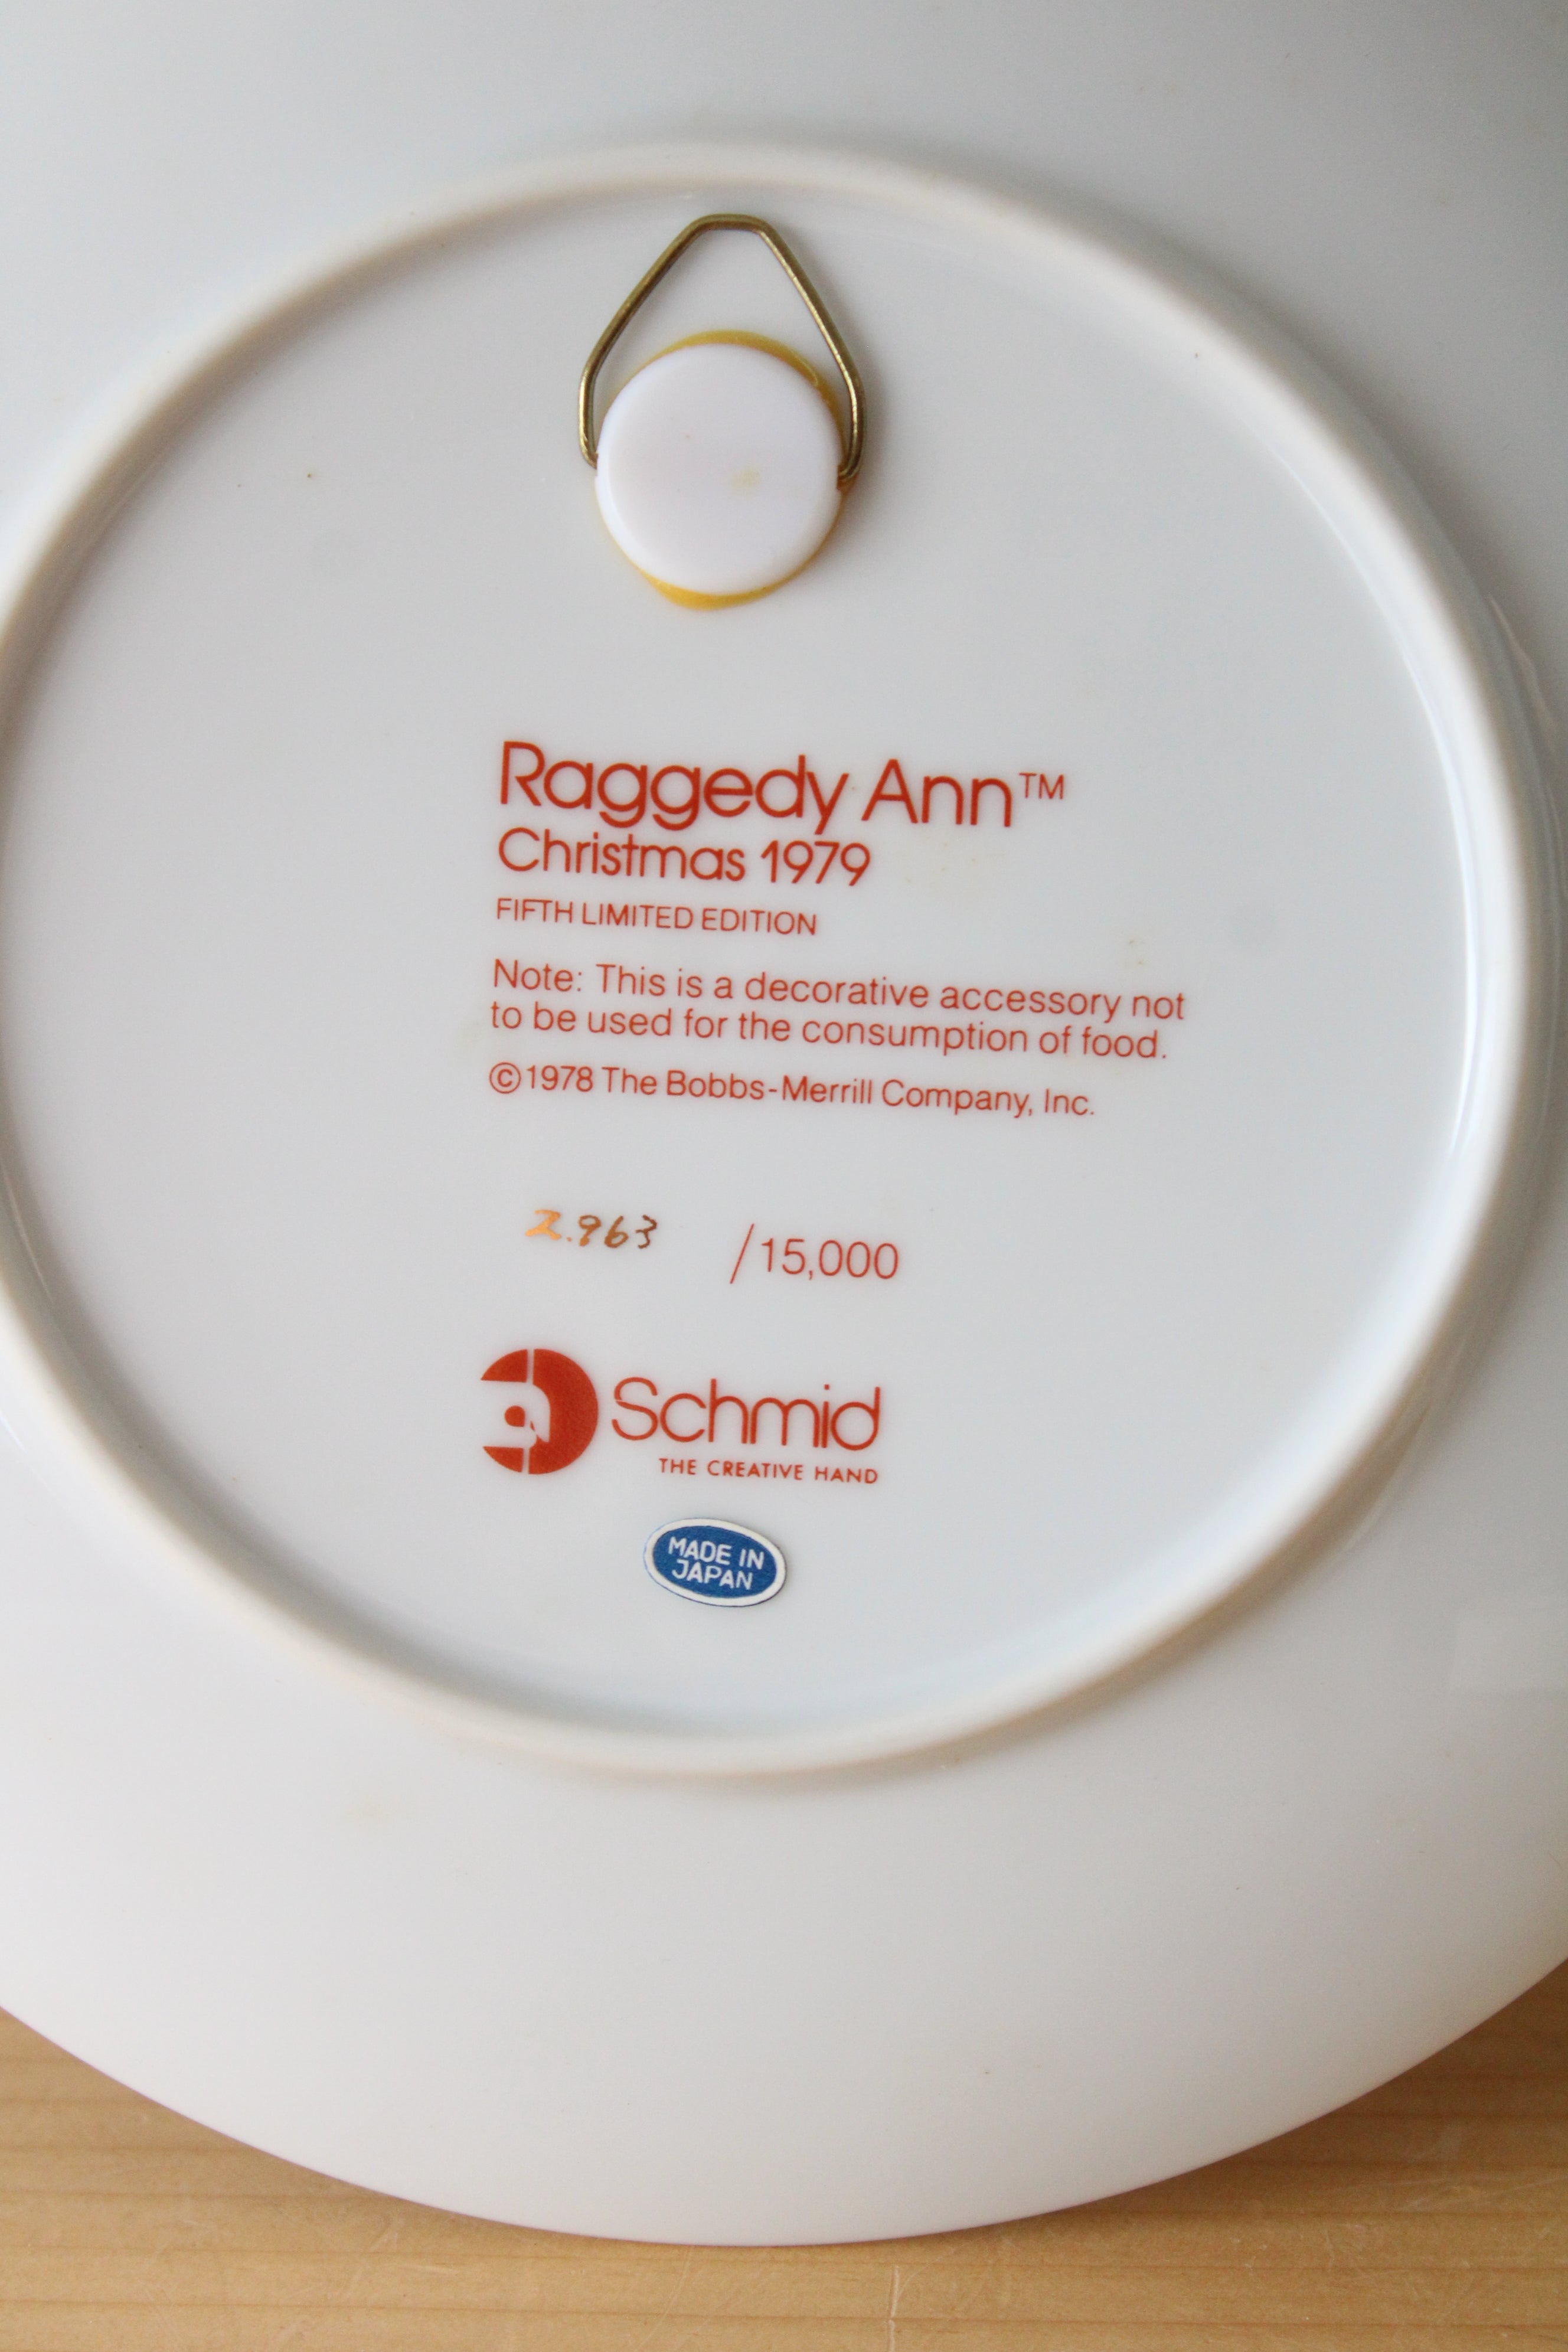 Raggedy Ann™
Christmas 1979
FIFTH LIMITED EDITION
Note: This is a decorative accessory not
to be used for the consumption of food.
©1978 The Bobbs-Merrill Company, Inc.
2.963 /15,000
Schmid
THE CREATIVE HAND
MADE IN
JAPAN